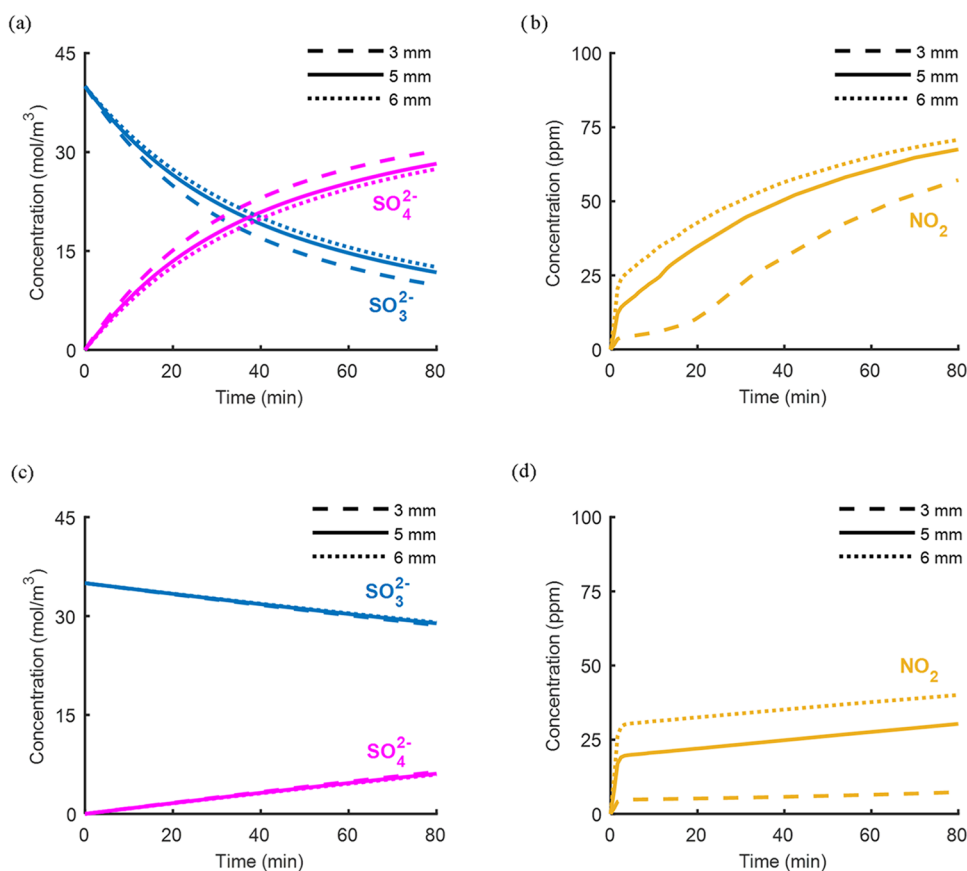 (a)
45
30
15
0
0
20
40
60
80
Concentration (mol/m³)
Time (min)
3 mm
5 mm
6 mm
SO₄²⁻
SO₃²⁻
(b)
100
75
50
25
0
0
20
40
60
80
Concentration (ppm)
Time (min)
3 mm
5 mm
6 mm
NO₂
(c)
45
30
15
0
0
20
40
60
80
Concentration (mol/m³)
Time (min)
3 mm
5 mm
6 mm
SO₃²⁻
SO₄²⁻
(d)
100
75
50
25
0
0
20
40
60
80
Concentration (ppm)
Time (min)
3 mm
5 mm
6 mm
NO₂